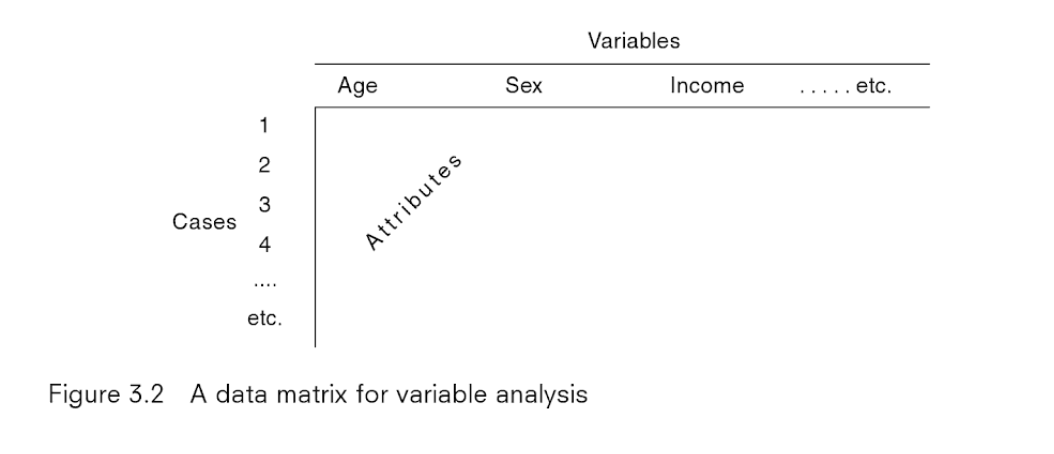 Variables
Age Sex Income . . . . . etc.
1
2
3
Cases
4
....
etc.
Attributes
Figure 3.2 A data matrix for variable analysis